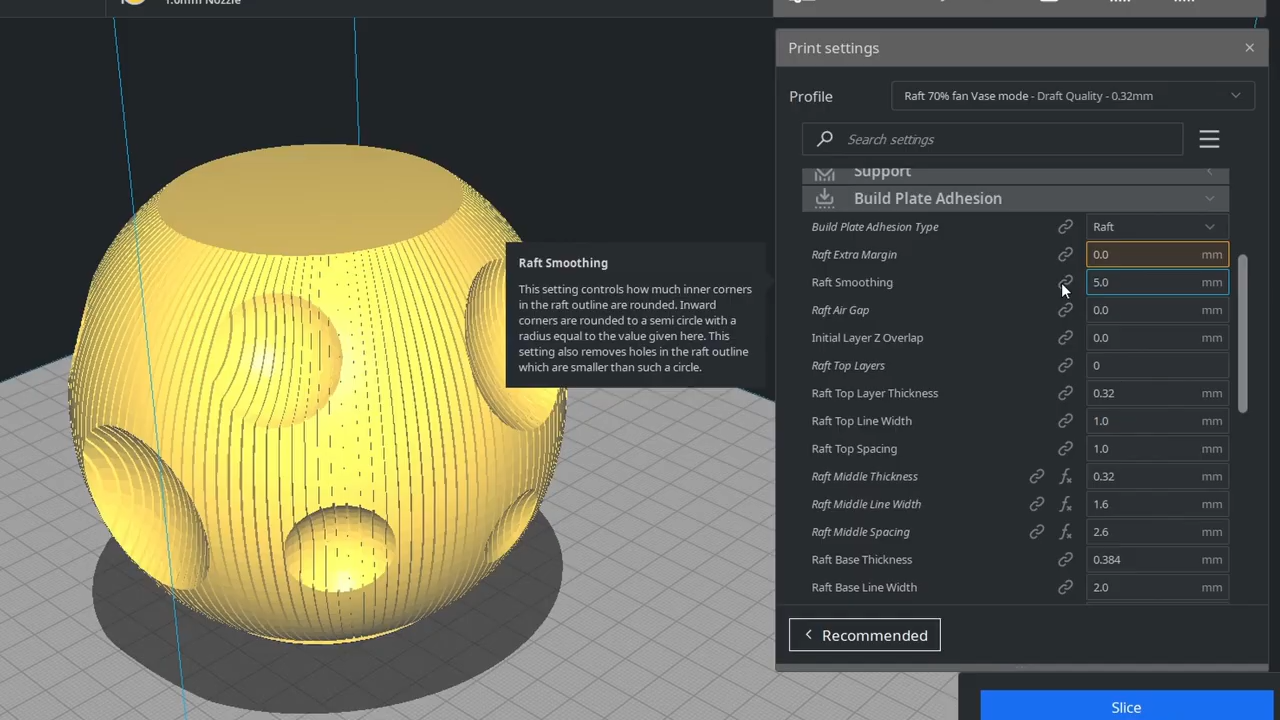 1.0mm Nozzle
Print settings
Profile
Raft 70% fan Vase mode - Draft Quality - 0.32mm
Search settings
Support
Build Plate Adhesion
Build Plate Adhesion Type
Raft
Raft Extra Margin
0.0 mm
Raft Smoothing
5.0 mm
Raft Air Gap
0.0 mm
Initial Layer Z Overlap
0.0 mm
Raft Top Layers
0
Raft Top Layer Thickness
0.32 mm
Raft Top Line Width
1.0 mm
Raft Top Spacing
1.0 mm
Raft Middle Thickness
0.32 mm
Raft Middle Line Width
1.6 mm
Raft Middle Spacing
2.6 mm
Raft Base Thickness
0.384 mm
Raft Base Line Width
2.0 mm
Raft Smoothing
This setting controls how much inner corners
in the raft outline are rounded. Inward
corners are rounded to a semi circle with a
radius equal to the value given here. This
setting also removes holes in the raft outline
which are smaller than such a circle.
Recommended
Slice